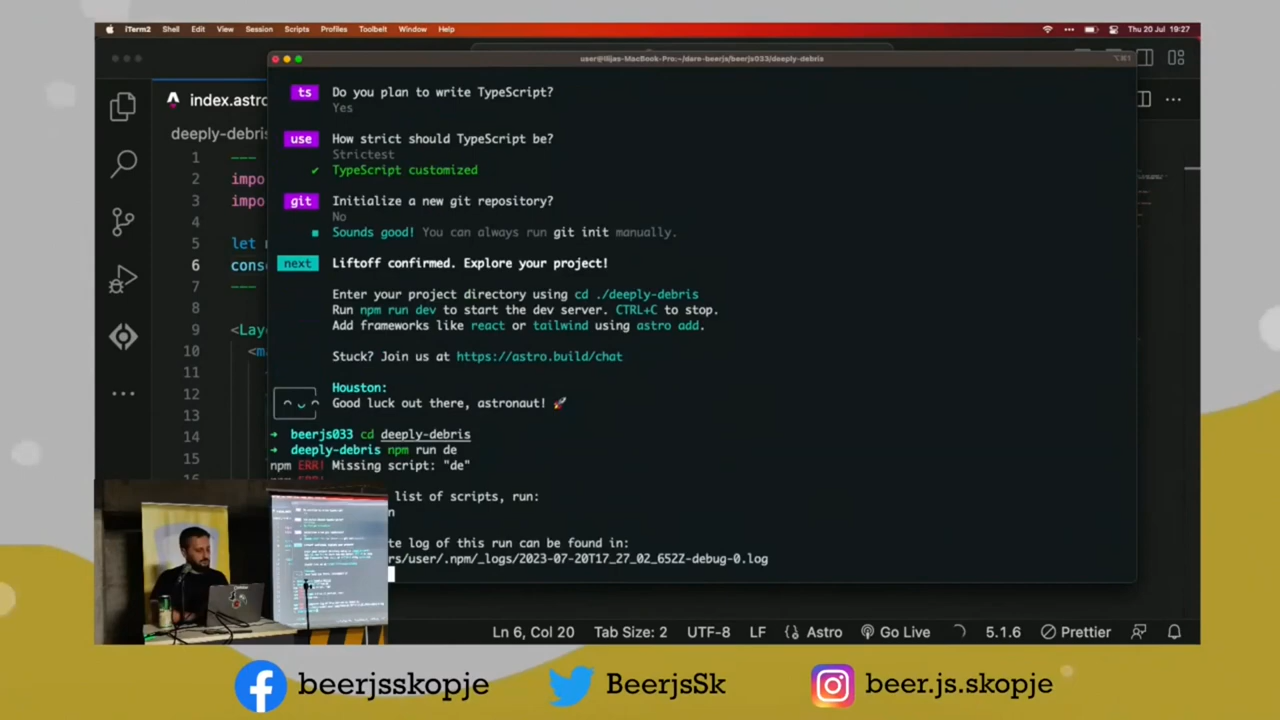 iTerm2 Shell Edit View Session Scripts Profiles Toolbelt Window Help
Thu 20 Jul 19:27
user@Ilijas-MacBook-Pro:~/dare-beerjs/beerjs033/deeply-debris
index.astro
deeply-debris
1 ---
2 impo
3 impo
4
5 let
6 cons
7 ---
8
9 <Lay
10 <m
11
12
13
14
15
ts Do you plan to write TypeScript?
Yes
use How strict should TypeScript be?
Strictest
✔ TypeScript customized
git Initialize a new git repository?
No
■ Sounds good! You can always run git init manually.
next Liftoff confirmed. Explore your project!
Enter your project directory using cd ./deeply-debris
Run npm run dev to start the dev server. CTRL+C to stop.
Add frameworks like react or tailwind using astro add.
Stuck? Join us at https://astro.build/chat
Houston:
Good luck out there, astronaut! 🚀
→ beerjs033 cd deeply-debris
→ deeply-debris npm run de
npm ERR! Missing script: "de"
list of scripts, run:
n
te log of this run can be found in:
rs/user/.npm/_logs/2023-07-20T17_27_02_652Z-debug-0.log
Ln 6, Col 20 Tab Size: 2 UTF-8 LF {} Astro Go Live 5.1.6 Prettier
beerjsskopje BeerjsSk beer.js.skopje